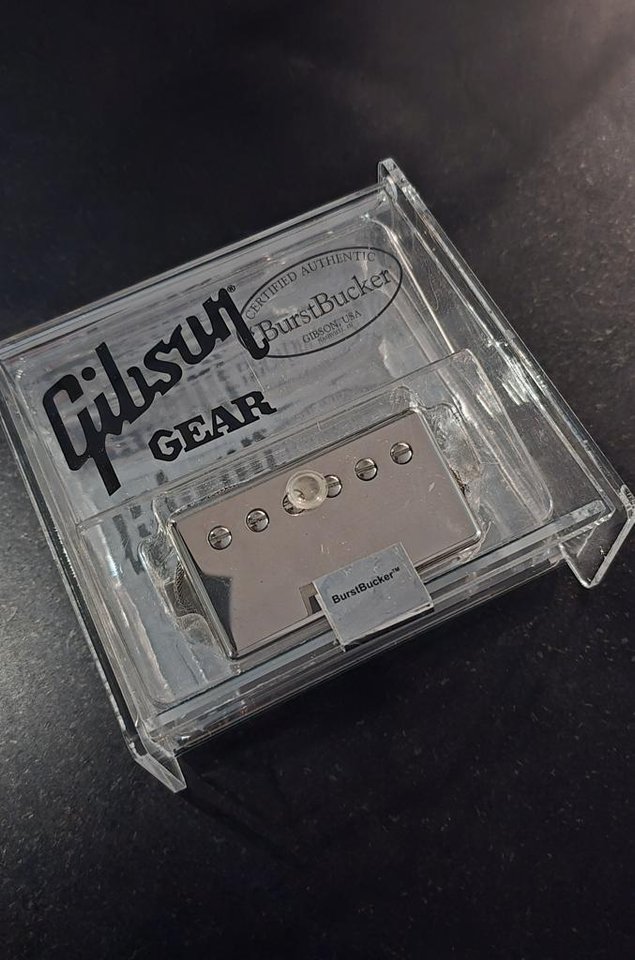 Gibson®
GEAR
CERTIFIED AUTHENTIC
BurstBucker
GIBSON, USA
BurstBucker™